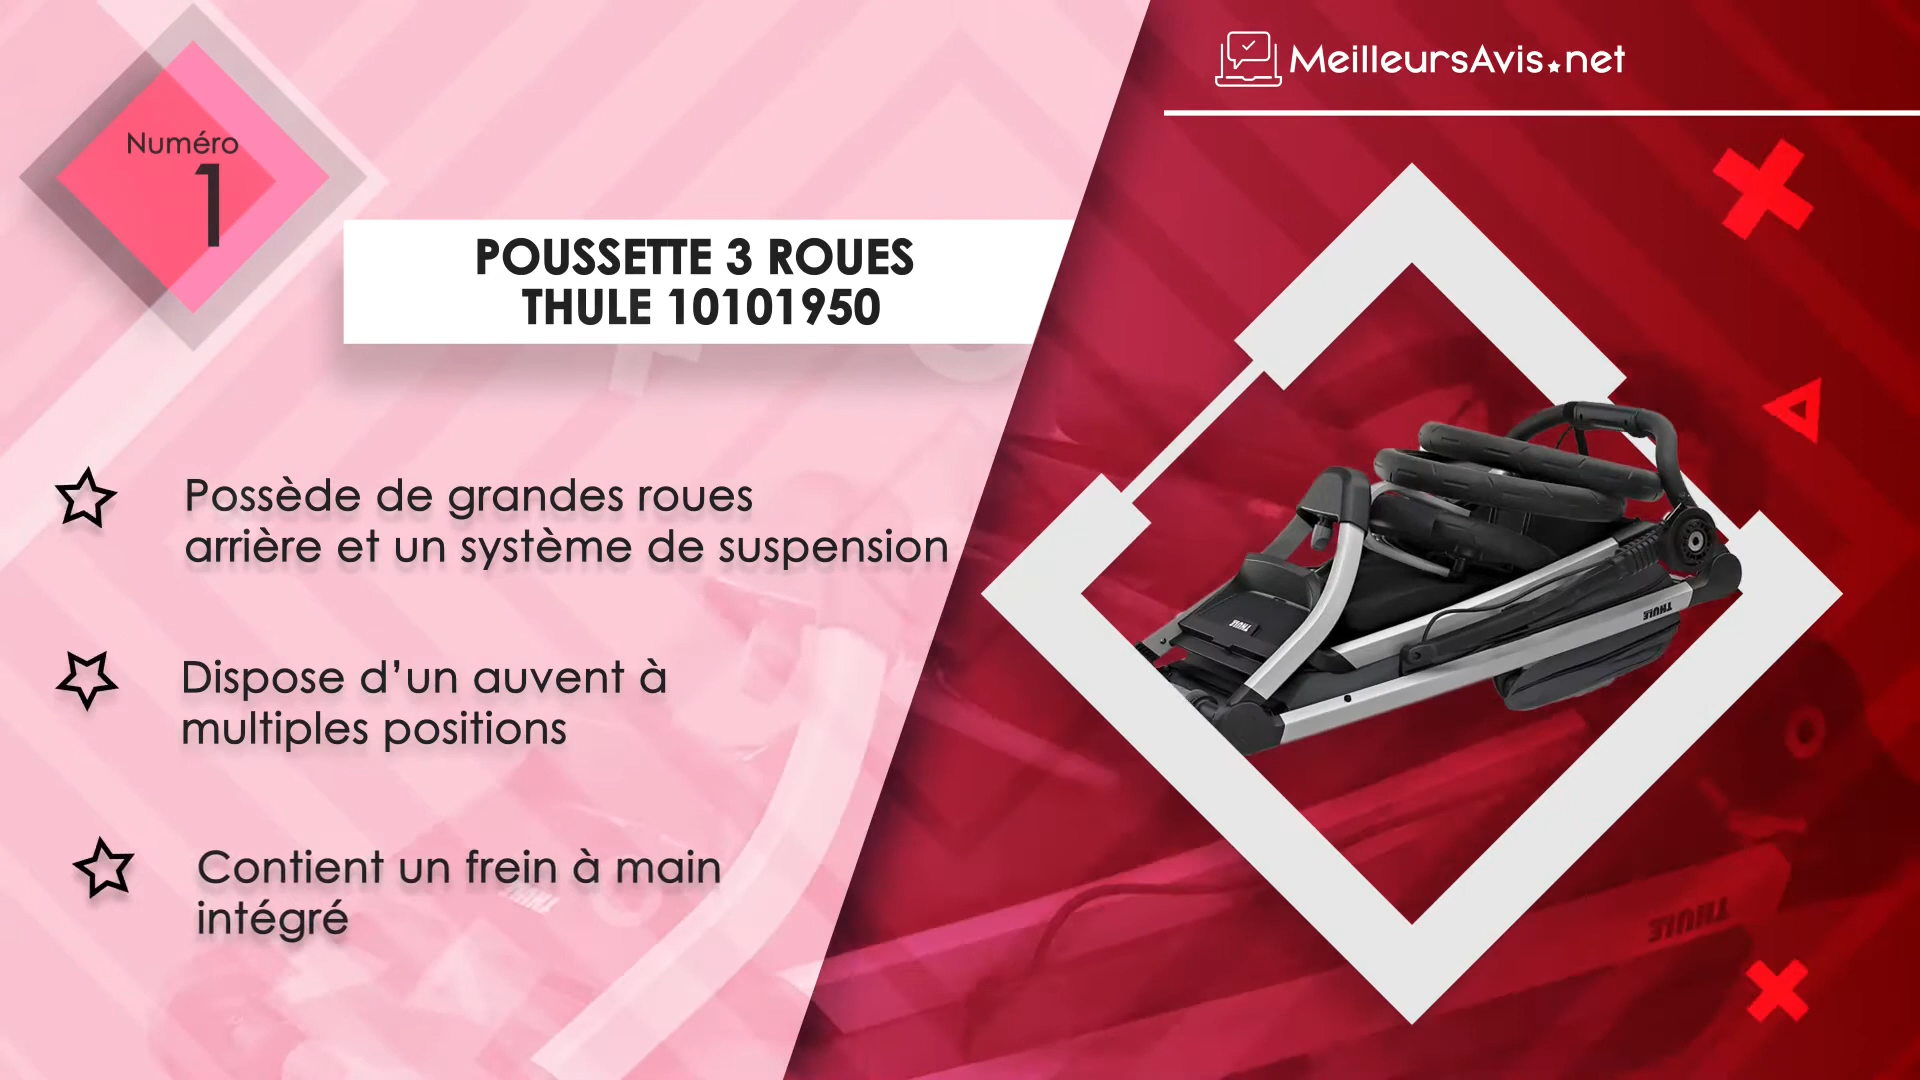 Numéro
1
MeilleursAvis.net
POUSSETTE 3 ROUES
THULE 10101950
Possède de grandes roues
arrière et un système de suspension
Dispose d’un auvent à
multiples positions
Contient un frein à main
intégré
THULE
THULE
THULE
THULE